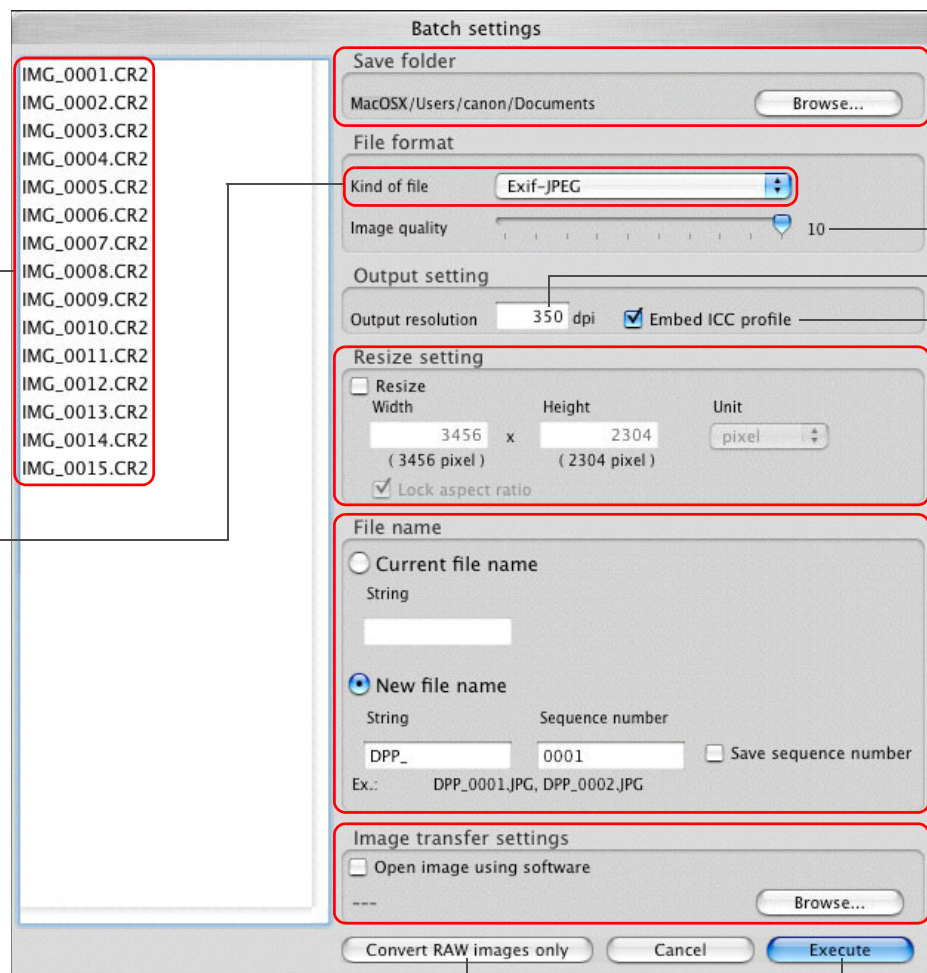 Batch settings
IMG_0001.CR2
IMG_0002.CR2
IMG_0003.CR2
IMG_0004.CR2
IMG_0005.CR2
IMG_0006.CR2
IMG_0007.CR2
IMG_0008.CR2
IMG_0009.CR2
IMG_0010.CR2
IMG_0011.CR2
IMG_0012.CR2
IMG_0013.CR2
IMG_0014.CR2
IMG_0015.CR2
Save folder
MacOSX/Users/canon/Documents Browse...
File format
Kind of file Exif-JPEG
Image quality 10
Output setting
Output resolution 350 dpi Embed ICC profile
Resize setting
Resize
Width Height Unit
3456 x 2304 pixel
( 3456 pixel ) ( 2304 pixel )
Lock aspect ratio
File name
Current file name
String
New file name
String Sequence number
DPP_ 0001 Save sequence number
Ex.: DPP_0001.JPG, DPP_0002.JPG
Image transfer settings
Open image using software
--- Browse...
Convert RAW images only Cancel Execute